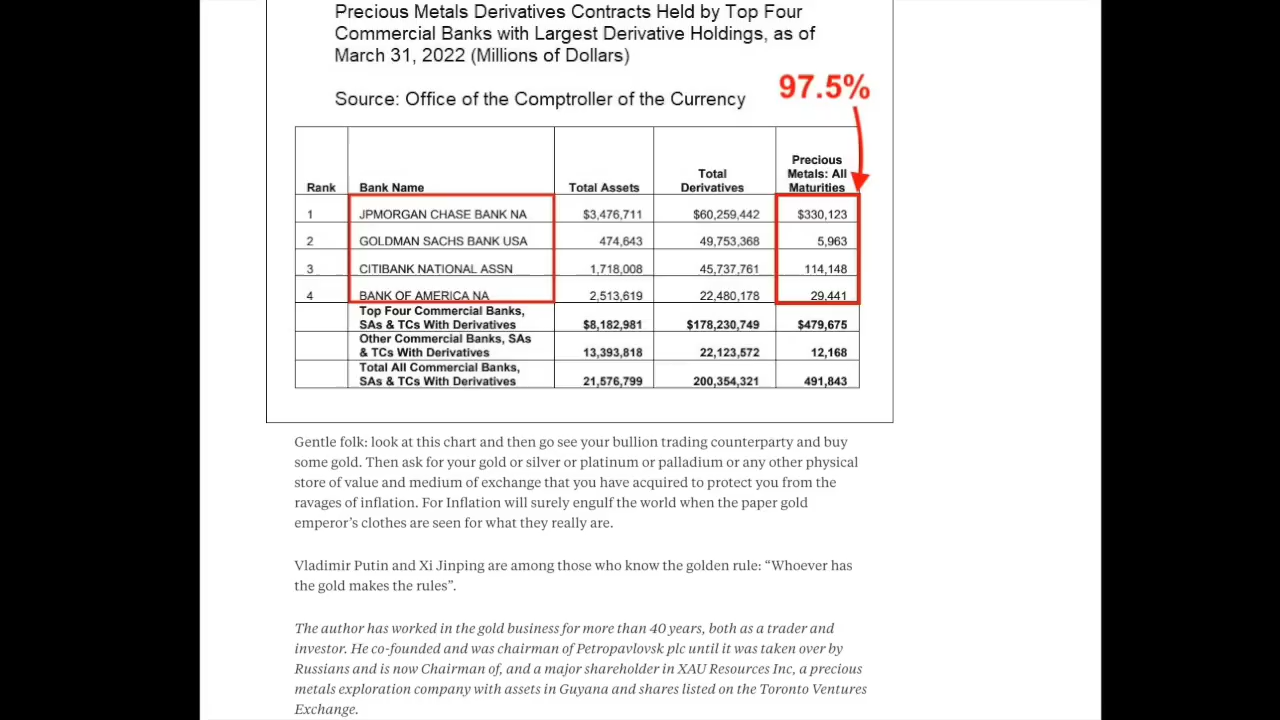 Precious Metals Derivatives Contracts Held by Top Four
Commercial Banks with Largest Derivative Holdings, as of
March 31, 2022 (Millions of Dollars)
97.5%
Source: Office of the Comptroller of the Currency
Rank Bank Name Total Assets Total Derivatives Precious Metals: All Maturities
1 JPMORGAN CHASE BANK NA $3,476,711 $60,259,442 $330,123
2 GOLDMAN SACHS BANK USA 474,643 49,753,368 5,963
3 CITIBANK NATIONAL ASSN 1,718,008 45,737,761 114,148
4 BANK OF AMERICA NA 2,513,619 22,480,178 29,441
Top Four Commercial Banks,
SAs & TCs With Derivatives $8,182,981 $178,230,749 $479,675
Other Commercial Banks, SAs
& TCs With Derivatives 13,393,818 22,123,572 12,168
Total All Commercial Banks,
SAs & TCs With Derivatives 21,576,799 200,354,321 491,843
Gentle folk: look at this chart and then go see your bullion trading counterparty and buy
some gold. Then ask for your gold or silver or platinum or palladium or any other physical
store of value and medium of exchange that you have acquired to protect you from the
ravages of inflation. For Inflation will surely engulf the world when the paper gold
emperor’s clothes are seen for what they really are.
Vladimir Putin and Xi Jinping are among those who know the golden rule: “Whoever has
the gold makes the rules”.
The author has worked in the gold business for more than 40 years, both as a trader and
investor. He co-founded and was chairman of Petropavlovsk plc until it was taken over by
Russians and is now Chairman of, and a major shareholder in XAU Resources Inc, a precious
metals exploration company with assets in Guyana and shares listed on the Toronto Ventures
Exchange.